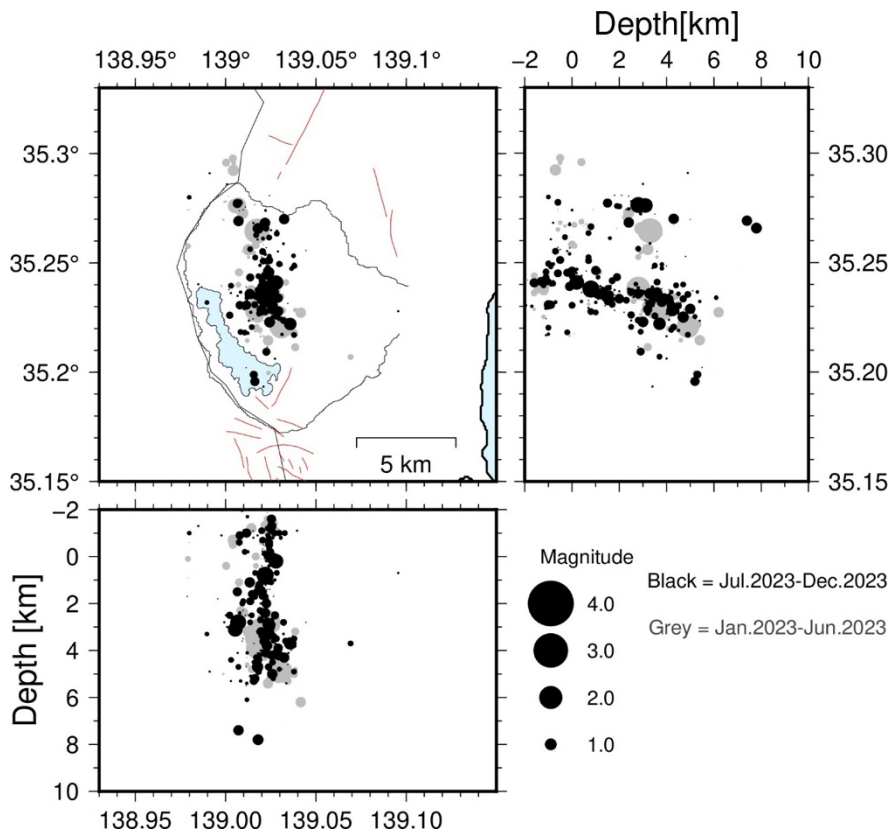 Depth[km]
138.95° 139° 139.05° 139.1°
−2 0 2 4 6 8 10
35.3° 35.30
35.25° 35.25
35.2° 35.20
5 km
35.15° 35.15
−2
0
2
4
6
8
10
Depth [km]
138.95 139.00 139.05 139.10
Magnitude
4.0
3.0
2.0
1.0
Black = Jul.2023-Dec.2023
Grey = Jan.2023-Jun.2023